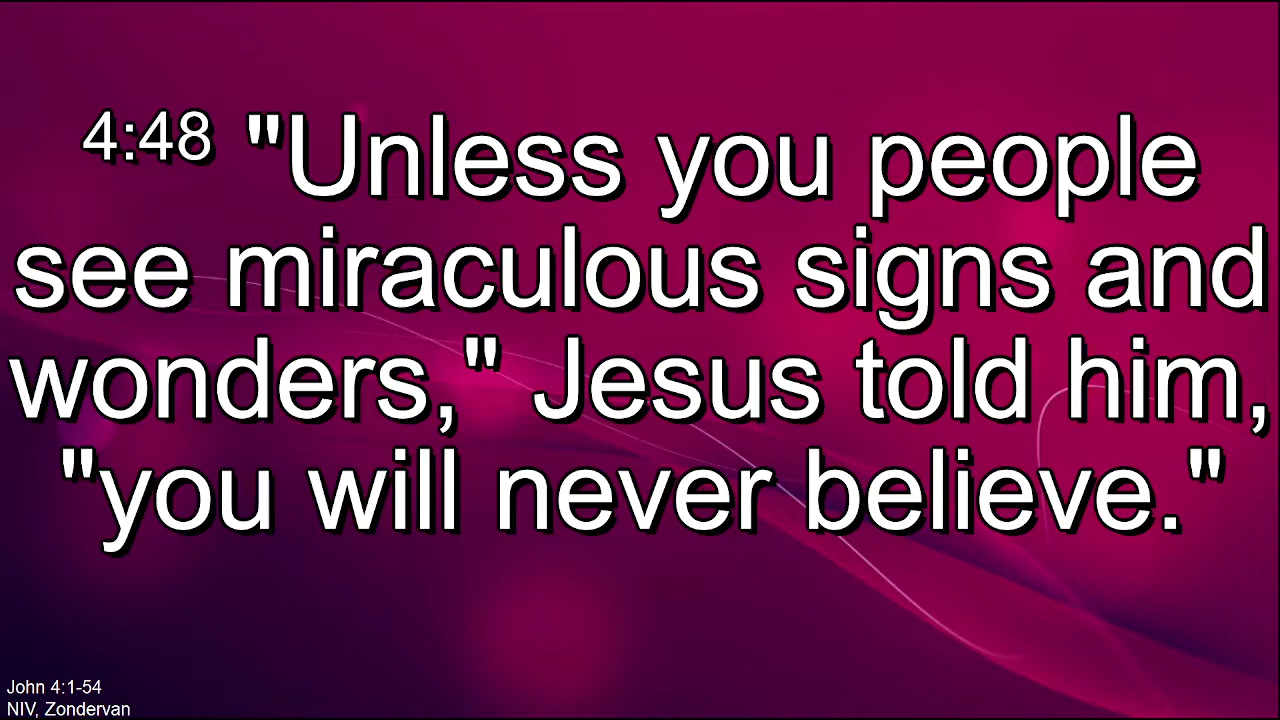 4:48 "Unless you people
see miraculous signs and
wonders," Jesus told him,
"you will never believe."
John 4:1-54
NIV, Zondervan